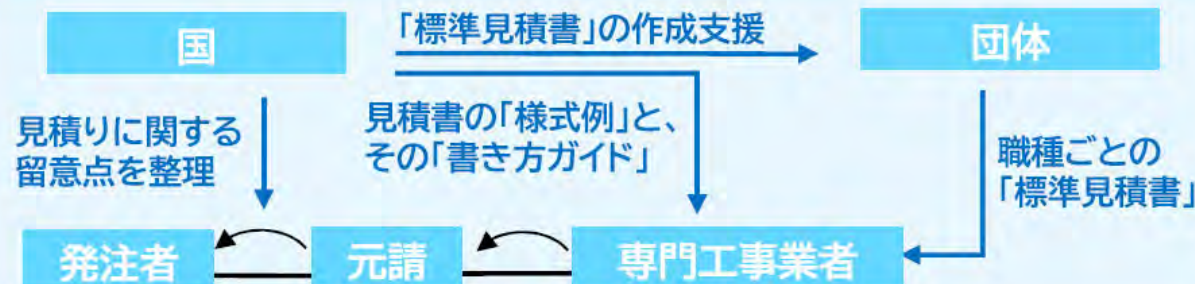 国
「標準見積書」の作成支援
団体
見積りに関する
留意点を整理
見積書の「様式例」と、
その「書き方ガイド」
職種ごとの
「標準見積書」
発注者
元請
専門工事業者